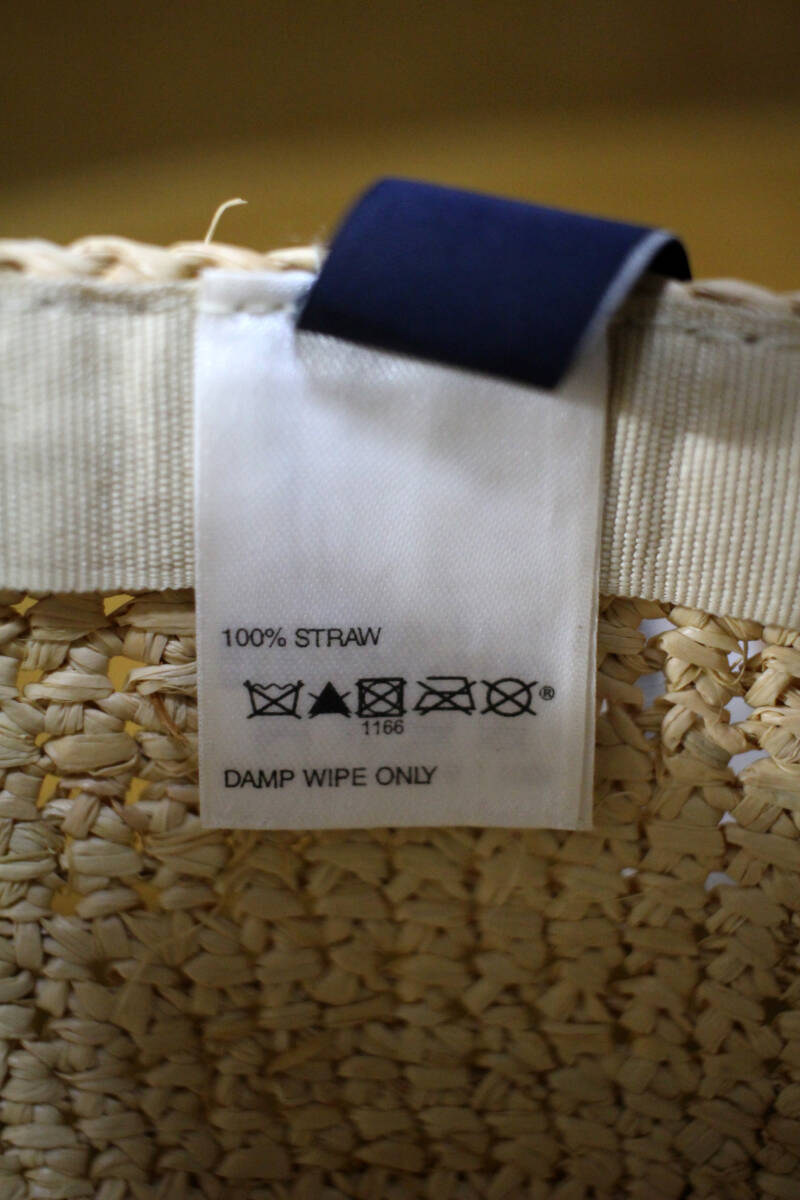 100% STRAW
®
1166
DAMP WIPE ONLY